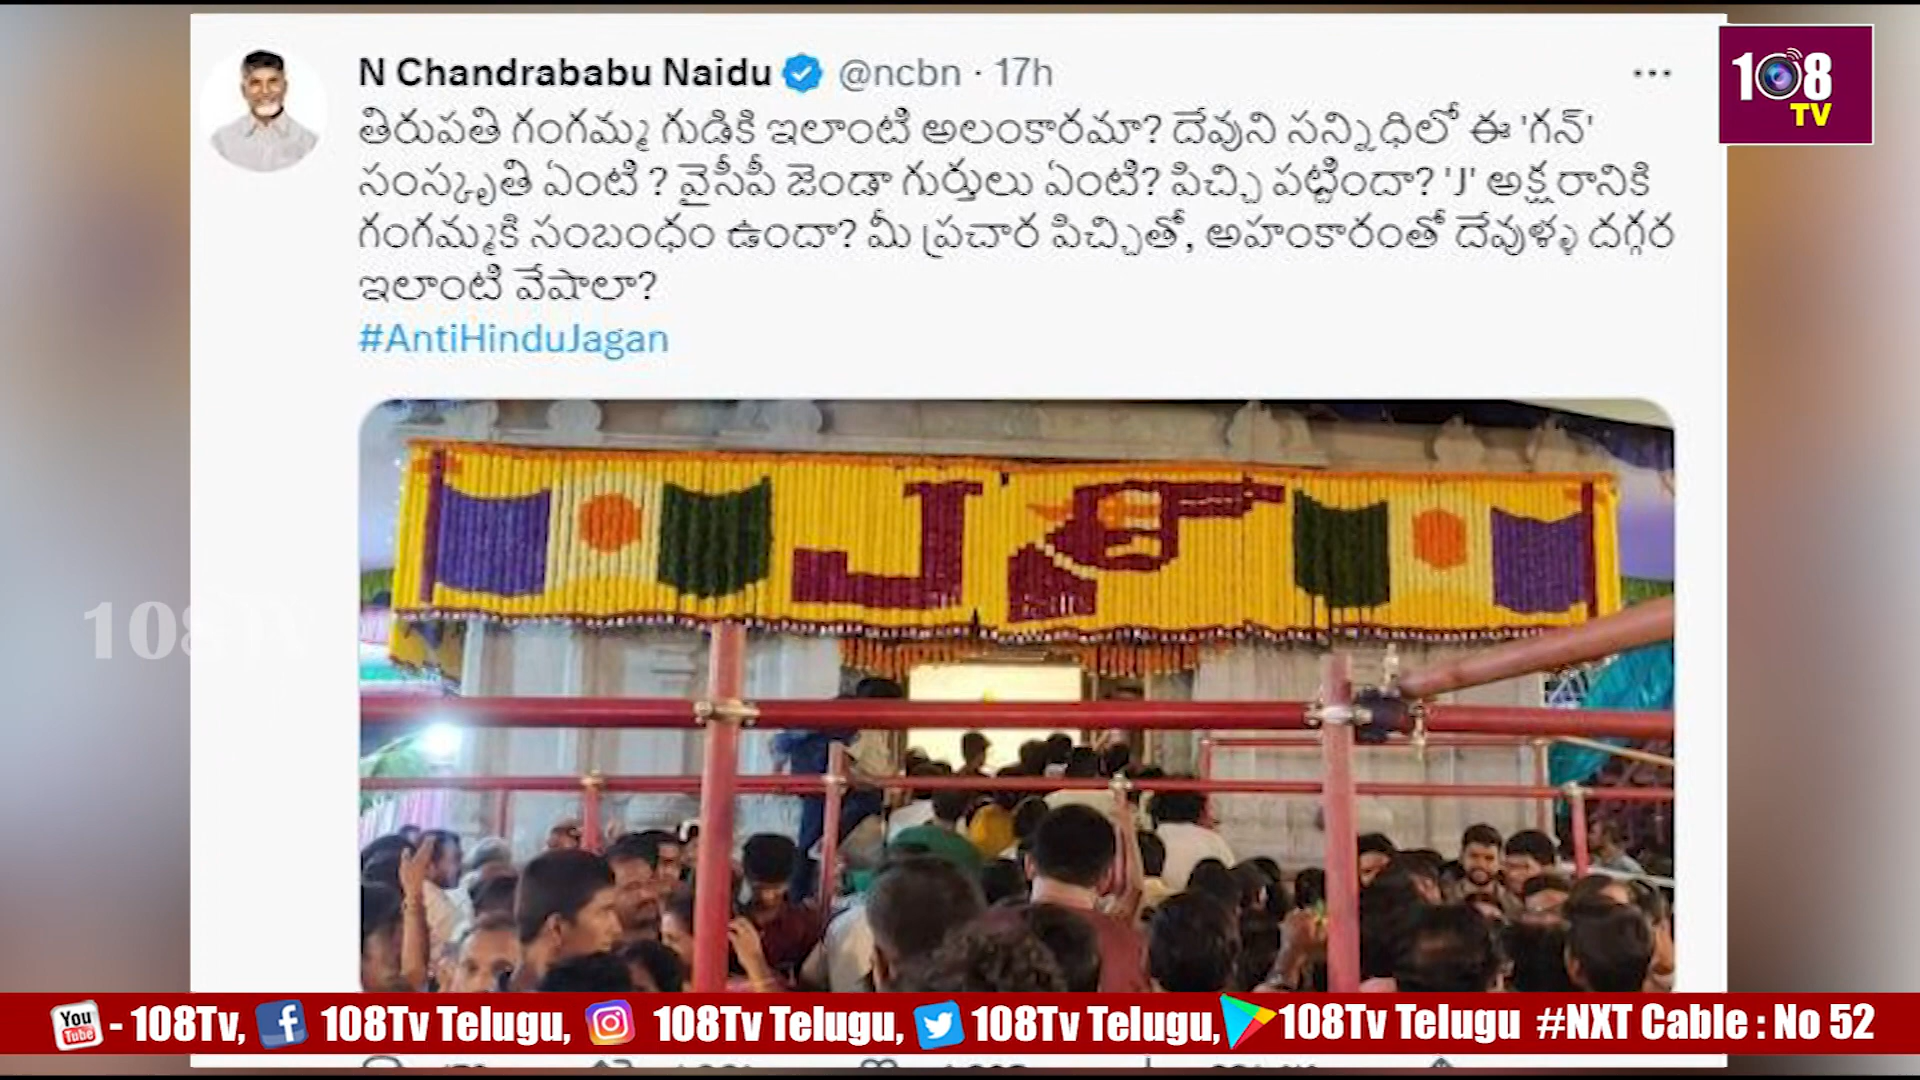 N Chandrababu Naidu @ncbn · 17h
108
TV
తిరుపతి గంగమ్మ గుడికి ఇలాంటి అలంకారమా? దేవుని సన్నిధిలో ఈ 'గన్'
సంస్కృతి ఏంటి ? వైసీపీ జెండా గుర్తులు ఏంటి? పిచ్చి పట్టిందా? 'J' అక్షరానికి
గంగమ్మకి సంబంధం ఉందా? మీ ప్రచార పిచ్చితో, అహంకారంతో దేవుళ్ళ దగ్గర
ఇలాంటి వేషాలా?
#AntiHinduJagan
J
108TV
You Tube - 108Tv, 108Tv Telugu, 108Tv Telugu, 108Tv Telugu, 108Tv Telugu #NXT Cable : No 52